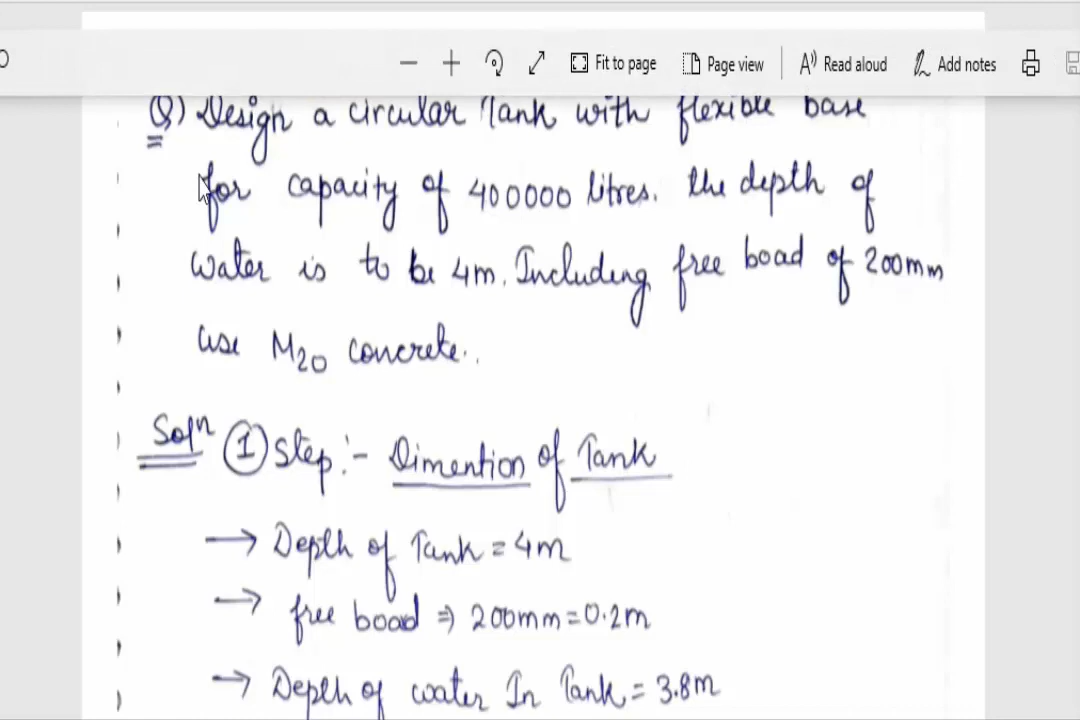 Fit to page
Page view
Read aloud
Add notes
Q) Design a circular Tank with flexible base
for capacity of 400000 litres. the depth of
water is to be 4m. Including free boad of 200mm
use M20 concrete..
Solⁿ ① Step:- Dimention of Tank
→ Depth of Tank = 4m
→ free boad ⇒ 200mm = 0.2m
→ Depth of water In Tank = 3.8m